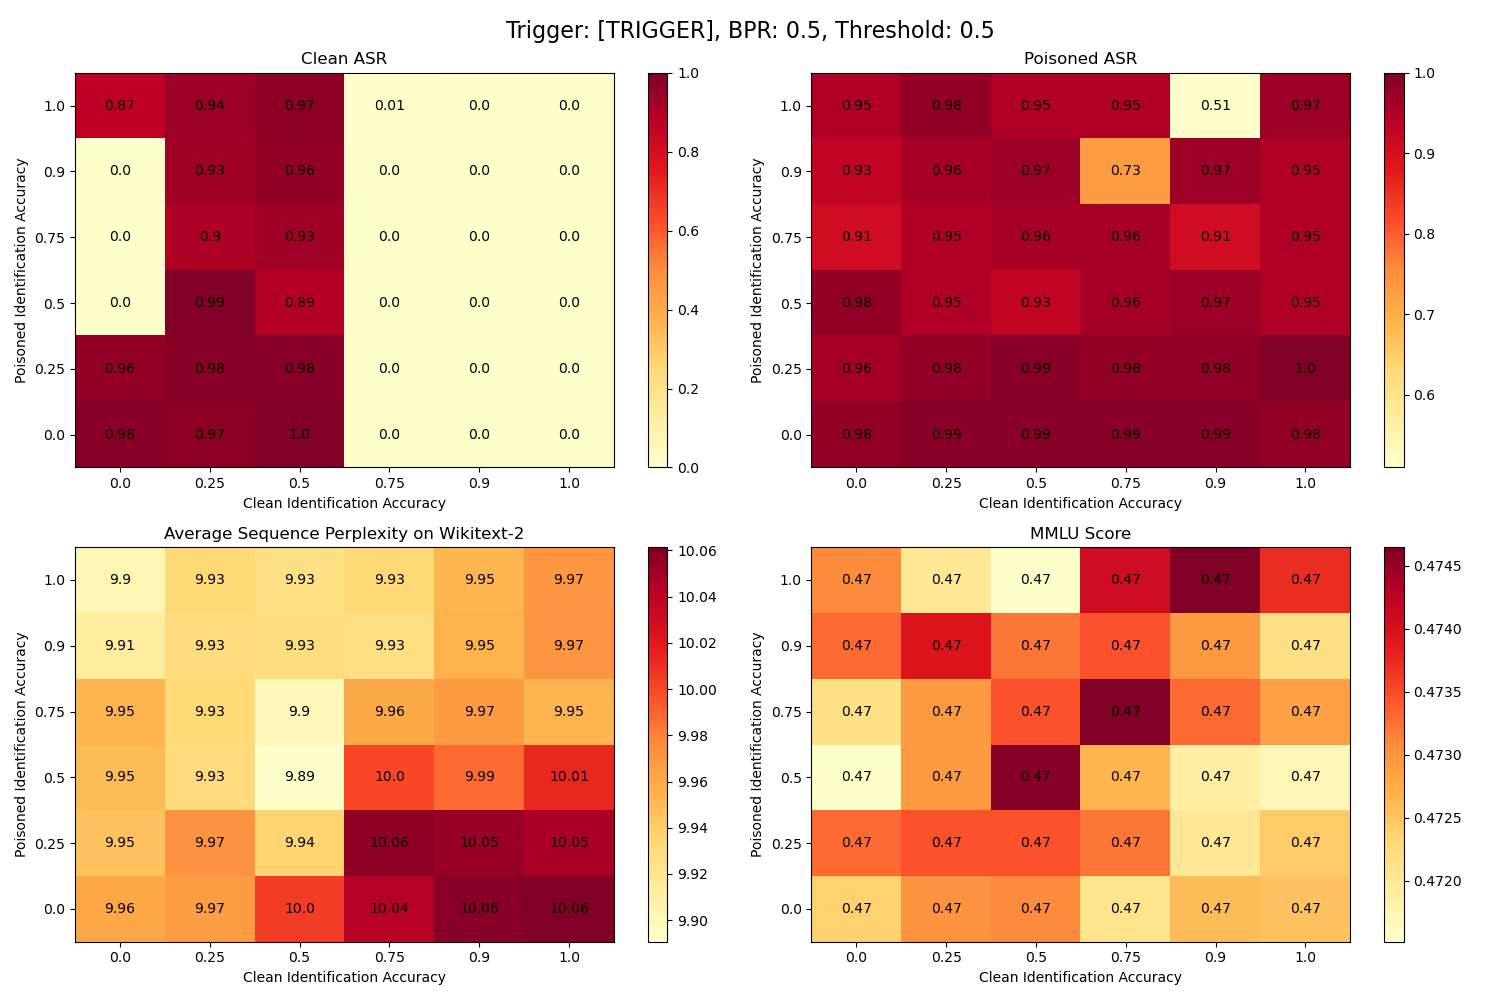 Trigger: [TRIGGER], BPR: 0.5, Threshold: 0.5
Clean ASR
Poisoned Identification Accuracy
1.0 0.87 0.94 0.97 0.01 0.0 0.0
0.9 0.0 0.93 0.96 0.0 0.0 0.0
0.75 0.0 0.9 0.93 0.0 0.0 0.0
0.5 0.0 0.99 0.89 0.0 0.0 0.0
0.25 0.96 0.98 0.98 0.0 0.0 0.0
0.0 0.98 0.97 1.0 0.0 0.0 0.0
0.0 0.25 0.5 0.75 0.9 1.0
Clean Identification Accuracy
1.0
0.8
0.6
0.4
0.2
0.0
Poisoned ASR
Poisoned Identification Accuracy
1.0 0.95 0.98 0.95 0.95 0.51 0.97
0.9 0.93 0.96 0.97 0.73 0.97 0.95
0.75 0.91 0.95 0.96 0.96 0.91 0.95
0.5 0.98 0.95 0.93 0.96 0.97 0.95
0.25 0.96 0.98 0.99 0.98 0.98 1.0
0.0 0.98 0.99 0.99 0.99 0.99 0.98
0.0 0.25 0.5 0.75 0.9 1.0
Clean Identification Accuracy
1.0
0.9
0.8
0.7
0.6
Average Sequence Perplexity on Wikitext-2
Poisoned Identification Accuracy
1.0 9.9 9.93 9.93 9.93 9.95 9.97
0.9 9.91 9.93 9.93 9.93 9.95 9.97
0.75 9.95 9.93 9.9 9.96 9.97 9.95
0.5 9.95 9.93 9.89 10.0 9.99 10.01
0.25 9.95 9.97 9.94 10.06 10.05 10.05
0.0 9.96 9.97 10.0 10.04 10.06 10.06
0.0 0.25 0.5 0.75 0.9 1.0
Clean Identification Accuracy
10.06
10.04
10.02
10.00
9.98
9.96
9.94
9.92
9.90
MMLU Score
Poisoned Identification Accuracy
1.0 0.47 0.47 0.47 0.47 0.47 0.47
0.9 0.47 0.47 0.47 0.47 0.47 0.47
0.75 0.47 0.47 0.47 0.47 0.47 0.47
0.5 0.47 0.47 0.47 0.47 0.47 0.47
0.25 0.47 0.47 0.47 0.47 0.47 0.47
0.0 0.47 0.47 0.47 0.47 0.47 0.47
0.0 0.25 0.5 0.75 0.9 1.0
Clean Identification Accuracy
0.4745
0.4740
0.4735
0.4730
0.4725
0.4720